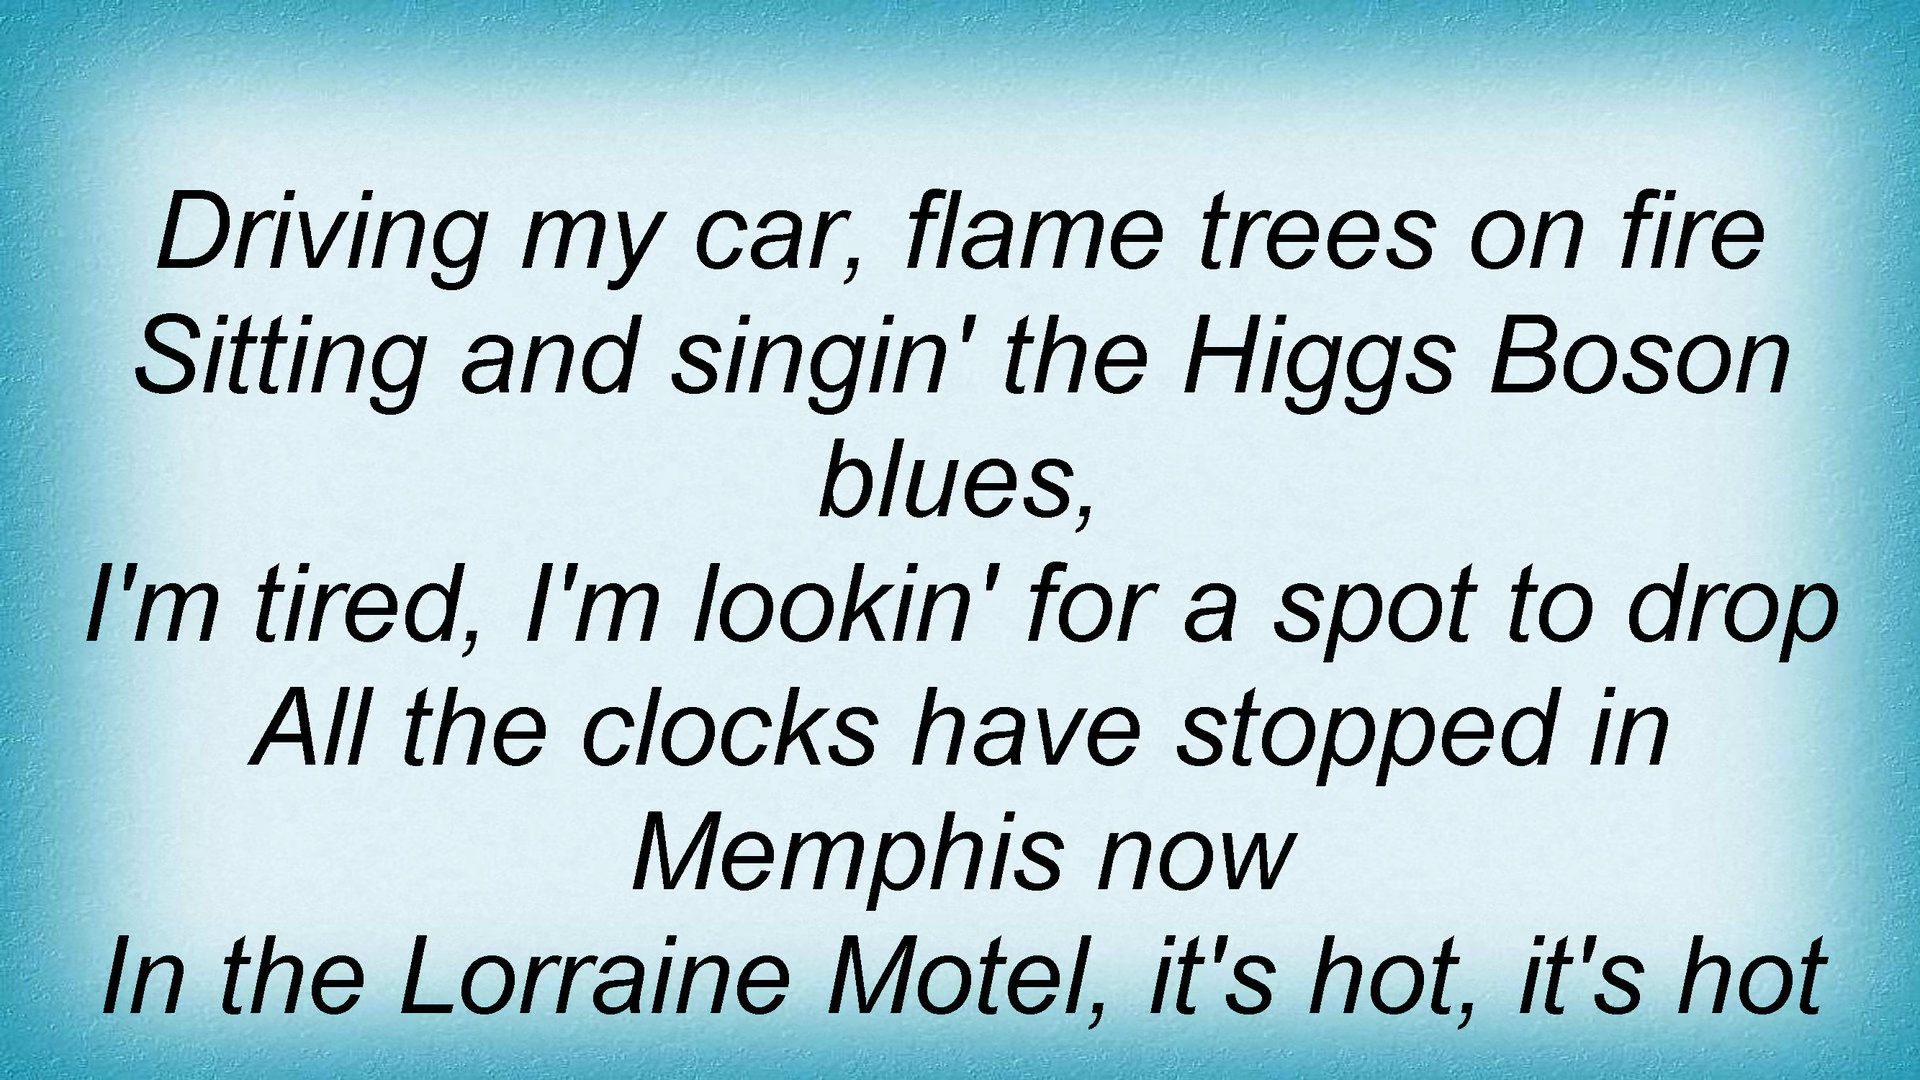 Driving my car, flame trees on fire
Sitting and singin' the Higgs Boson
blues,
I'm tired, I'm lookin' for a spot to drop
All the clocks have stopped in
Memphis now
In the Lorraine Motel, it's hot, it's hot